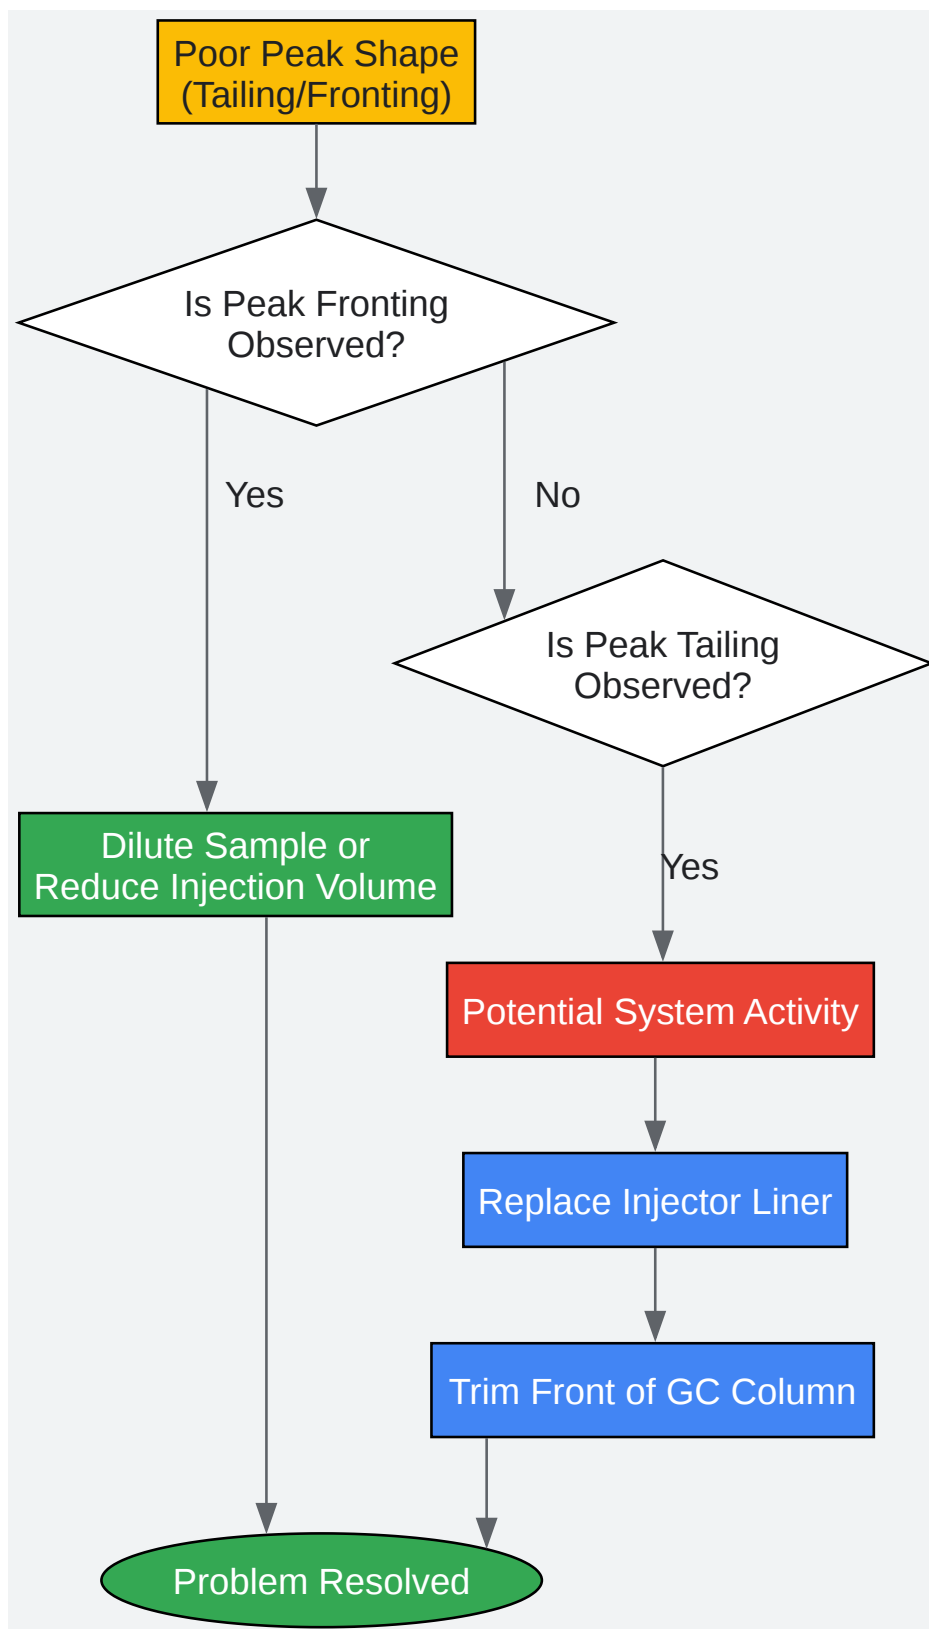 Poor Peak Shape
(Tailing/Fronting)
Is Peak Fronting
Observed?
Yes
No
Is Peak Tailing
Observed?
Dilute Sample or
Reduce Injection Volume
Yes
Potential System Activity
Replace Injector Liner
Trim Front of GC Column
Problem Resolved